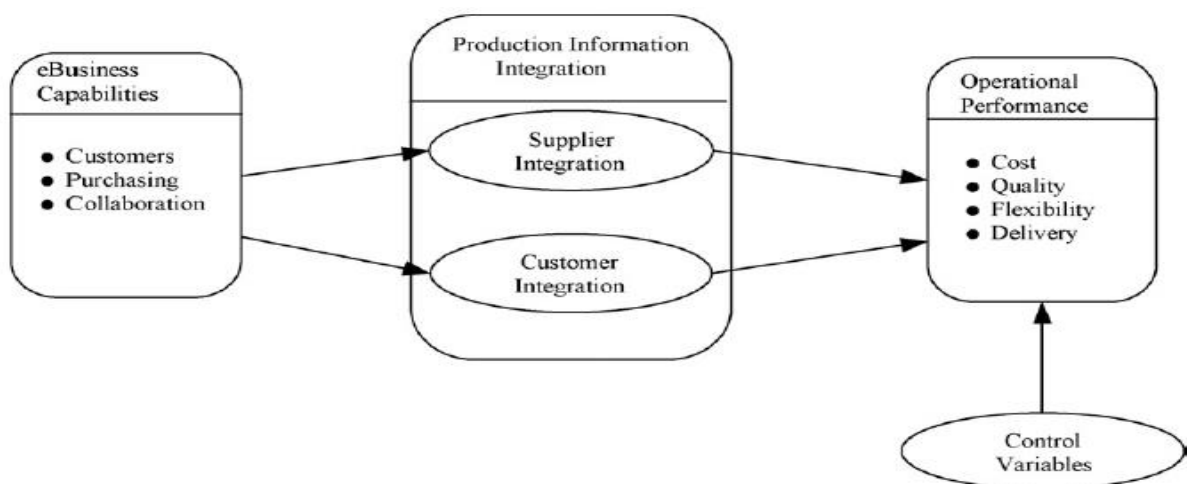 eBusiness
Capabilities
● Customers
● Purchasing
● Collaboration
Production Information
Integration
Supplier
Integration
Customer
Integration
Operational
Performance
● Cost
● Quality
● Flexibility
● Delivery
Control
Variables